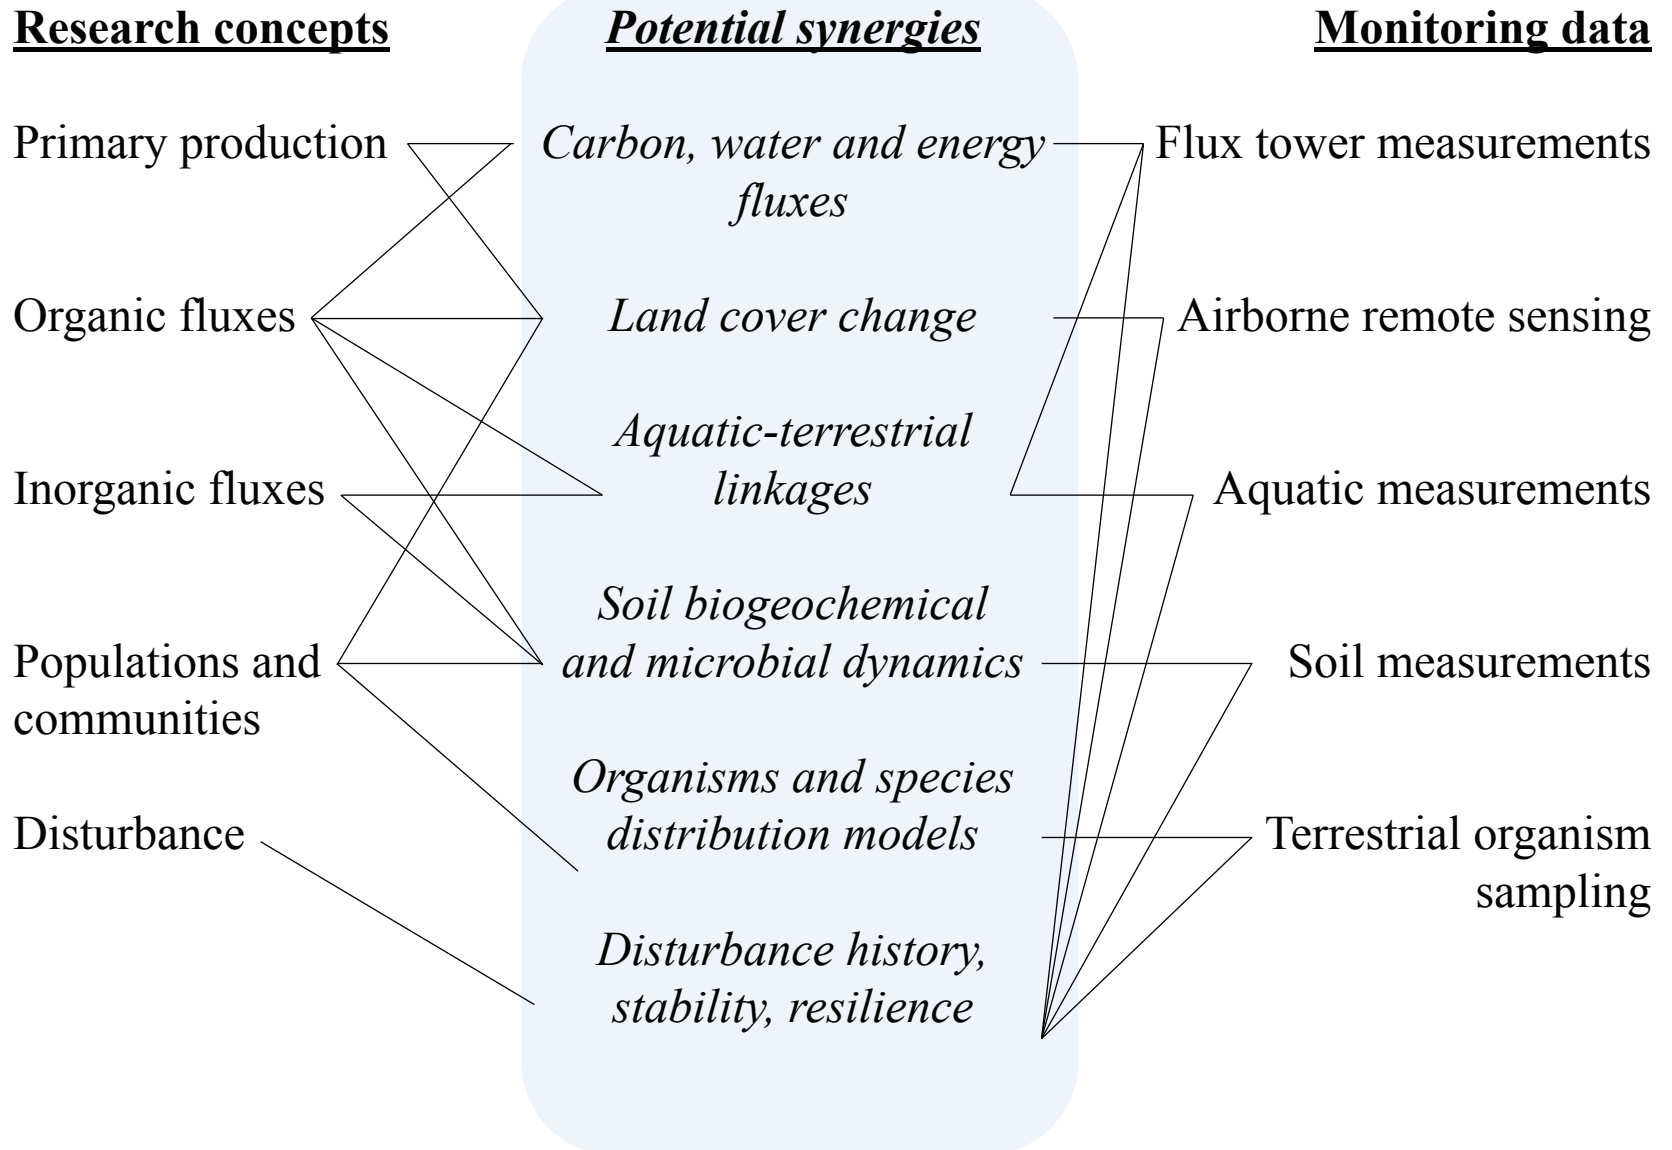 Research concepts
Potential synergies
Monitoring data
Primary production
Carbon, water and energy
fluxes
Flux tower measurements
Organic fluxes
Land cover change
Airborne remote sensing
Aquatic-terrestrial
linkages
Inorganic fluxes
Aquatic measurements
Soil biogeochemical
and microbial dynamics
Populations and
communities
Soil measurements
Organisms and species
distribution models
Disturbance
Terrestrial organism
sampling
Disturbance history,
stability, resilience